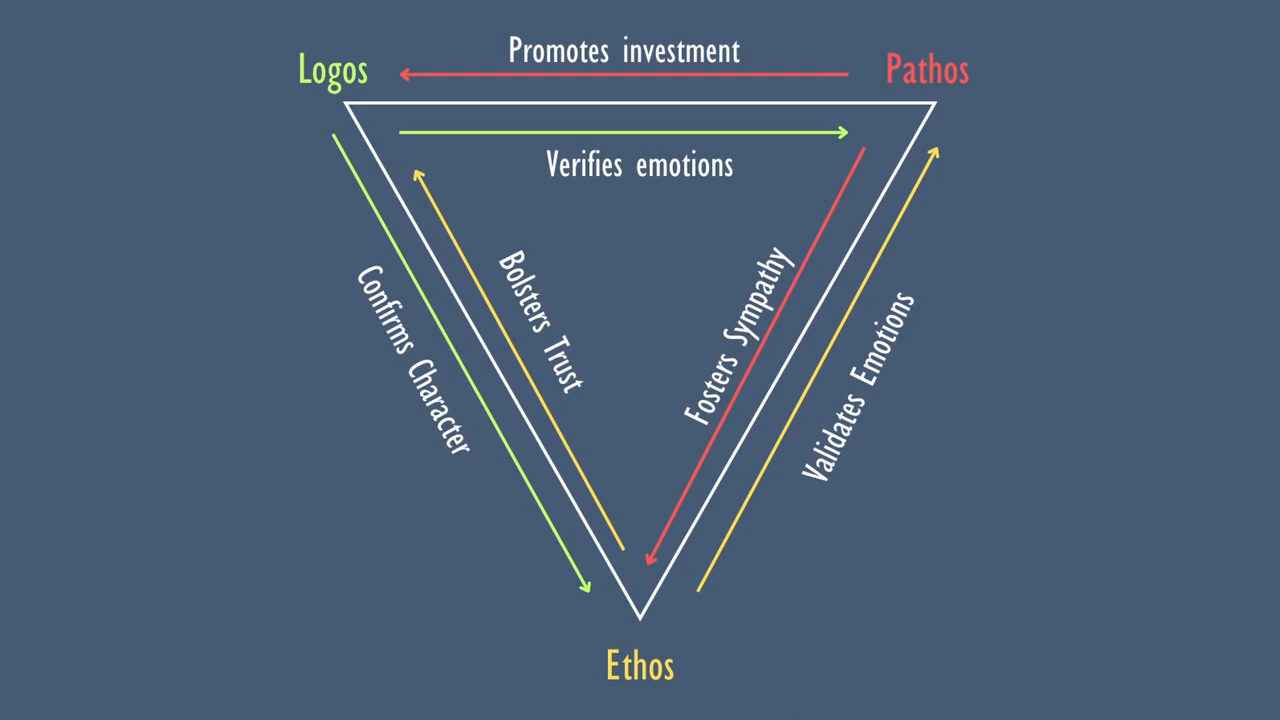 Promotes investment
Logos
Pathos
Verifies emotions
Confirms Character
Bolsters Trust
Fosters Sympathy
Validates Emotions
Ethos